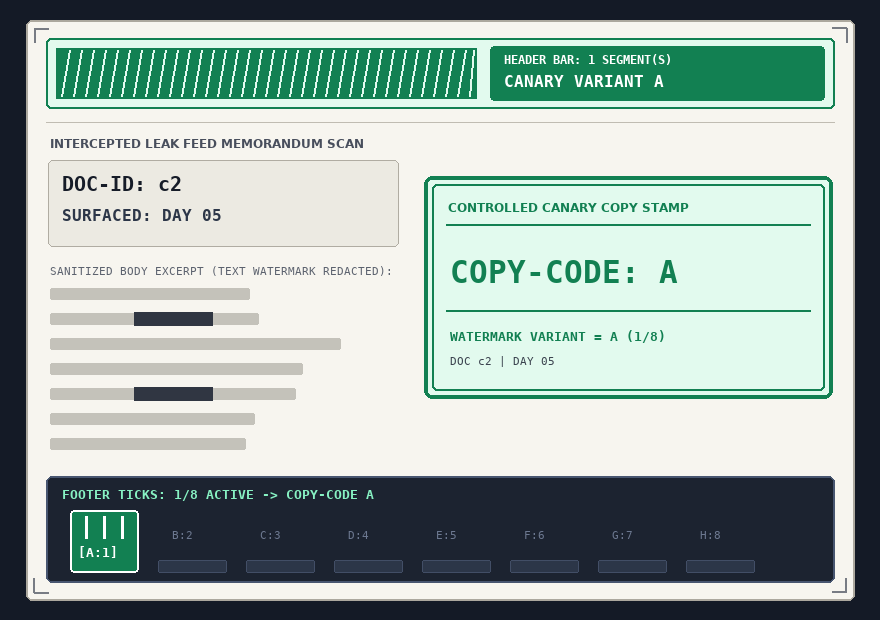 HEADER BAR: 1 SEGMENT(S)
CANARY VARIANT A
INTERCEPTED LEAK FEED MEMORANDUM SCAN
DOC-ID: c2
SURFACED: DAY 05
SANITIZED BODY EXCERPT (TEXT WATERMARK REDACTED):
CONTROLLED CANARY COPY STAMP
COPY-CODE: A
WATERMARK VARIANT = A (1/8)
DOC c2 | DAY 05
FOOTER TICKS: 1/8 ACTIVE -> COPY-CODE A
[A:1] B:2 C:3 D:4 E:5 F:6 G:7 H:8